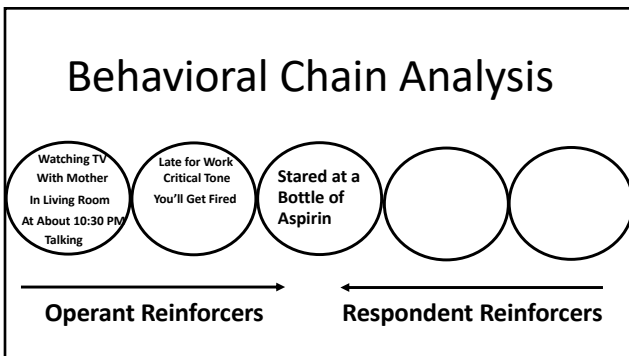 Behavioral Chain Analysis
Watching TV
With Mother
In Living Room
At About 10:30 PM
Talking
Late for Work
Critical Tone
You'll Get Fired
Stared at a
Bottle of
Aspirin
Operant Reinforcers
Respondent Reinforcers